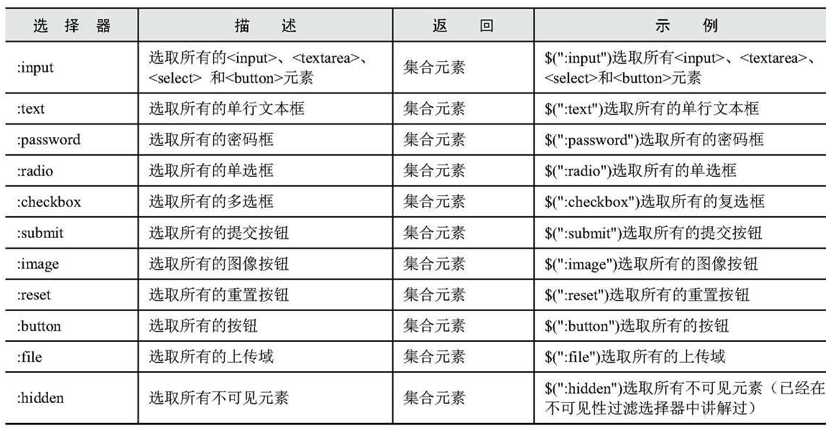 选 择 器 描 述 返 回 示 例
:input 选取所有的<input>、<textarea>、<select> 和<button>元素 集合元素 $(":input")选取所有<input>、<textarea>、<select>和<button>元素
:text 选取所有的单行文本框 集合元素 $(":text")选取所有的单行文本框
:password 选取所有的密码框 集合元素 $(":password")选取所有的密码框
:radio 选取所有的单选框 集合元素 $(":radio")选取所有的单选框
:checkbox 选取所有的多选框 集合元素 $(":checkbox")选取所有的复选框
:submit 选取所有的提交按钮 集合元素 $(":submit")选取所有的提交按钮
:image 选取所有的图像按钮 集合元素 $(":image")选取所有的图像按钮
:reset 选取所有的重置按钮 集合元素 $(":reset")选取所有的重置按钮
:button 选取所有的按钮 集合元素 $(":button")选取所有的按钮
:file 选取所有的上传域 集合元素 $(":file")选取所有的上传域
:hidden 选取所有不可见元素 集合元素 $(":hidden")选取所有不可见元素（已经在不可见性过滤选择器中讲解过）